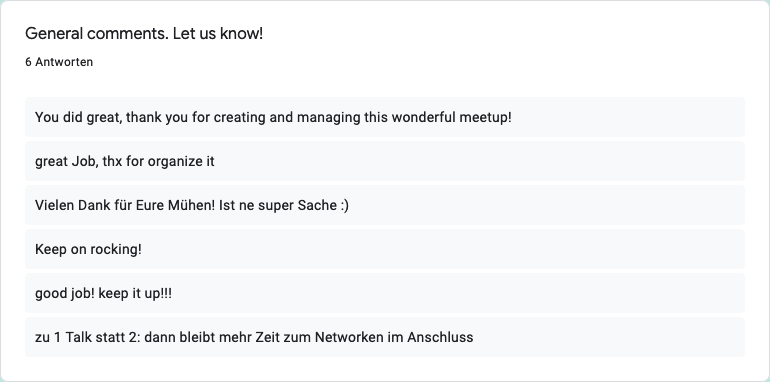 General comments. Let us know!
6 Antworten
You did great, thank you for creating and managing this wonderful meetup!
great Job, thx for organize it
Vielen Dank für Eure Mühen! Ist ne super Sache :)
Keep on rocking!
good job! keep it up!!!
zu 1 Talk statt 2: dann bleibt mehr Zeit zum Networken im Anschluss